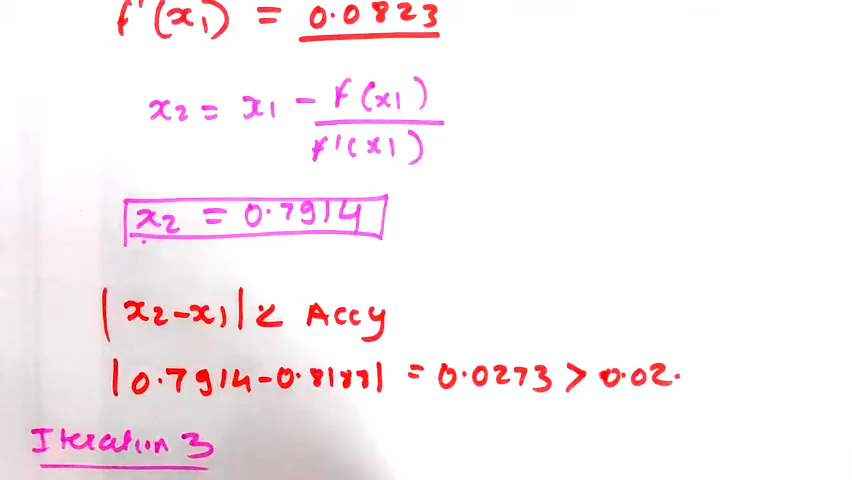 f'(x1) = 0.0823
x2 = x1 - f(x1)
f'(x1)
x2 = 0.7914
|x2-x1| < Accy
|0.7914-0.8188| = 0.0273 > 0.02.
Iteration 3